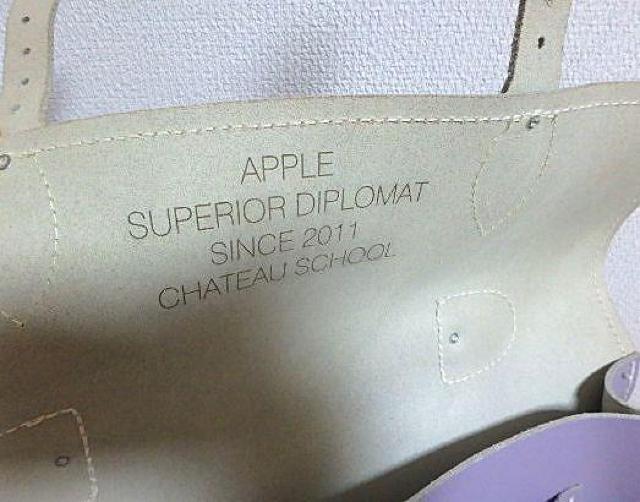 APPLE
SUPERIOR DIPLOMAT
SINCE 2011
CHATEAU SCHOOL